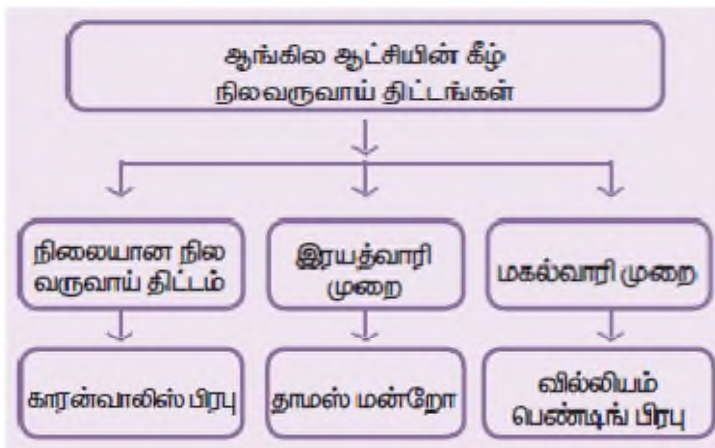 ஆங்கில ஆட்சியின் கீழ்
நிலவருவாய் திட்டங்கள்
நிலையான நில
வருவாய் திட்டம்
இரயத்வாரி
முறை
மகல்வாரி முறை
காரன்வாலிஸ் பிரபு
தாமஸ் மன்றோ
வில்லியம்
பெண்டிங் பிரபு